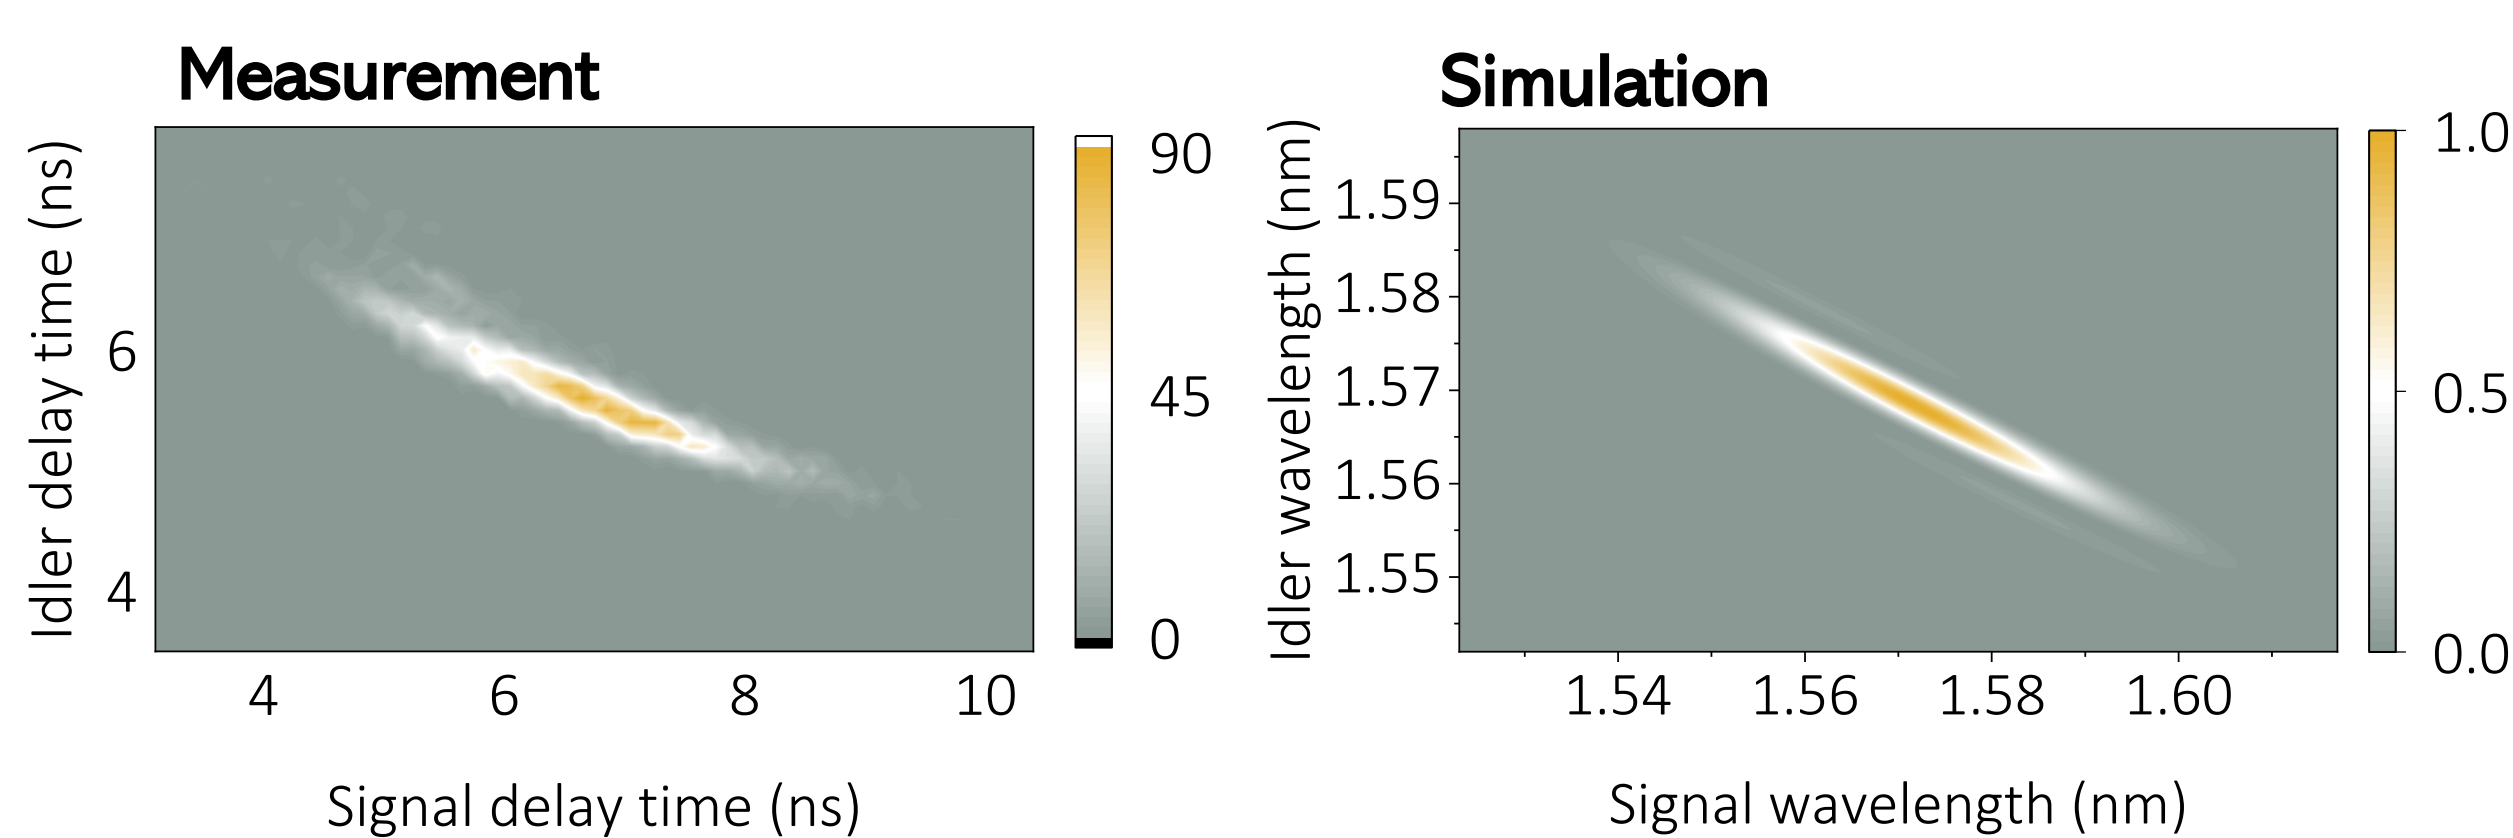 Measurement
Idler delay time (ns)
6
4
4 6 8 10
Signal delay time (ns)
90
45
0
Simulation
Idler wavelength (nm)
1.59
1.58
1.57
1.56
1.55
1.54 1.56 1.58 1.60
Signal wavelength (nm)
1.0
0.5
0.0